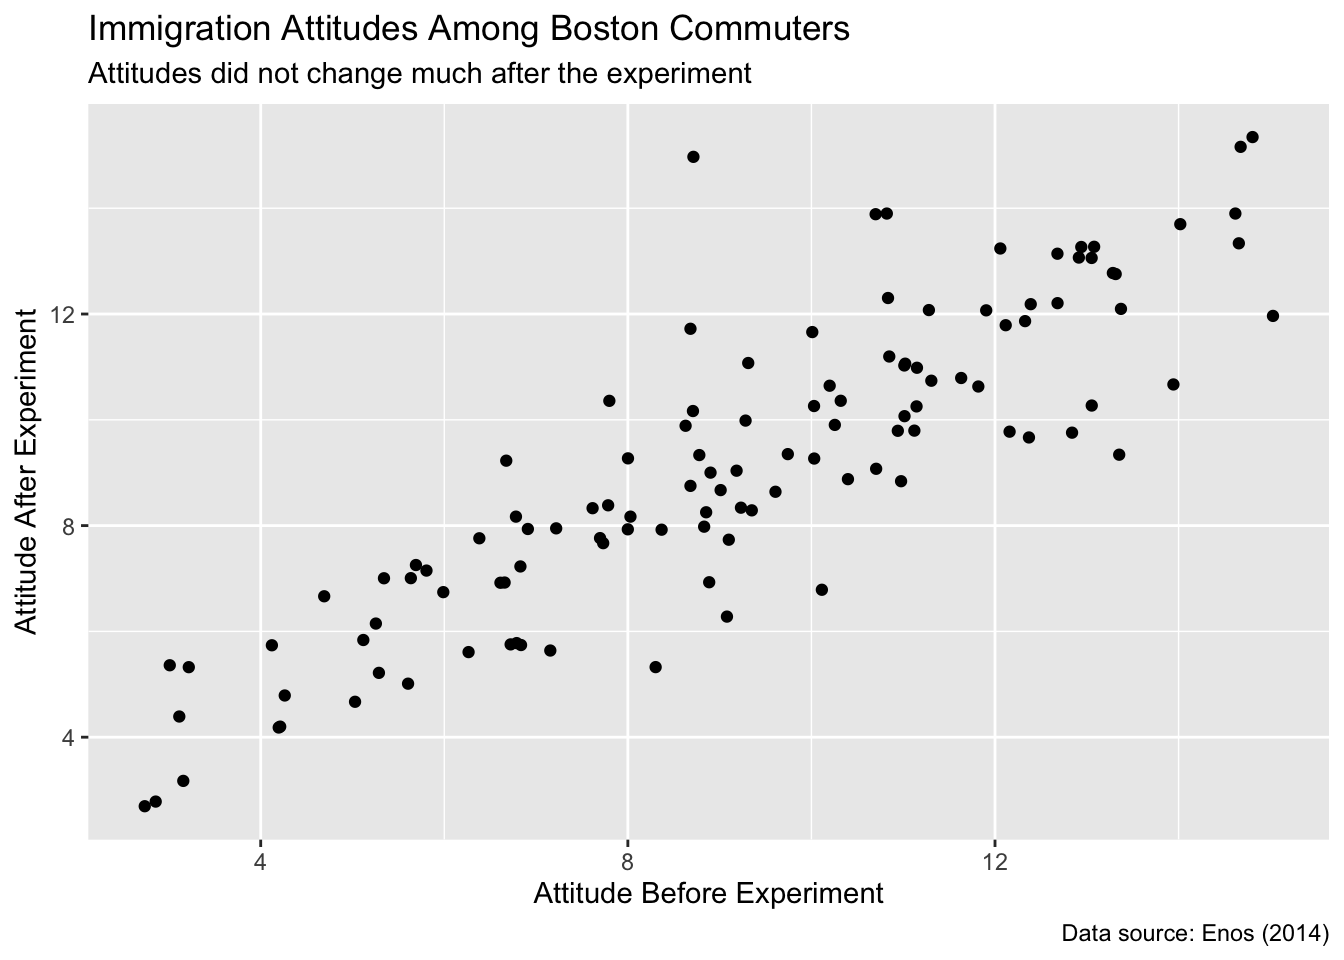 Immigration Attitudes Among Boston Commuters
Attitudes did not change much after the experiment
12
8
4
Attitude After Experiment
4
8
12
Attitude Before Experiment
Data source: Enos (2014)